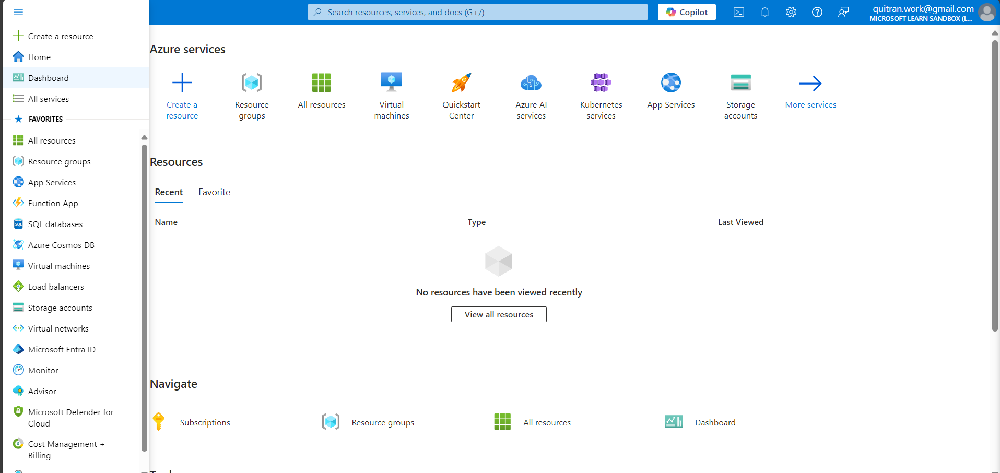 Search resources, services, and docs (G+/)
Copilot
quitran.work@gmail.com
MICROSOFT LEARN SANDBOX (L...
Create a resource
Home
Dashboard
All services
FAVORITES
All resources
Resource groups
App Services
Function App
SQL databases
Azure Cosmos DB
Virtual machines
Load balancers
Storage accounts
Virtual networks
Microsoft Entra ID
Monitor
Advisor
Microsoft Defender for
Cloud
Cost Management +
Billing
Azure services
Create a
resource
Resource
groups
All resources
Virtual
machines
Quickstart
Center
Azure AI
services
Kubernetes
services
App Services
Storage
accounts
More services
Resources
Recent Favorite
Name Type Last Viewed
No resources have been viewed recently
View all resources
Navigate
Subscriptions Resource groups All resources Dashboard